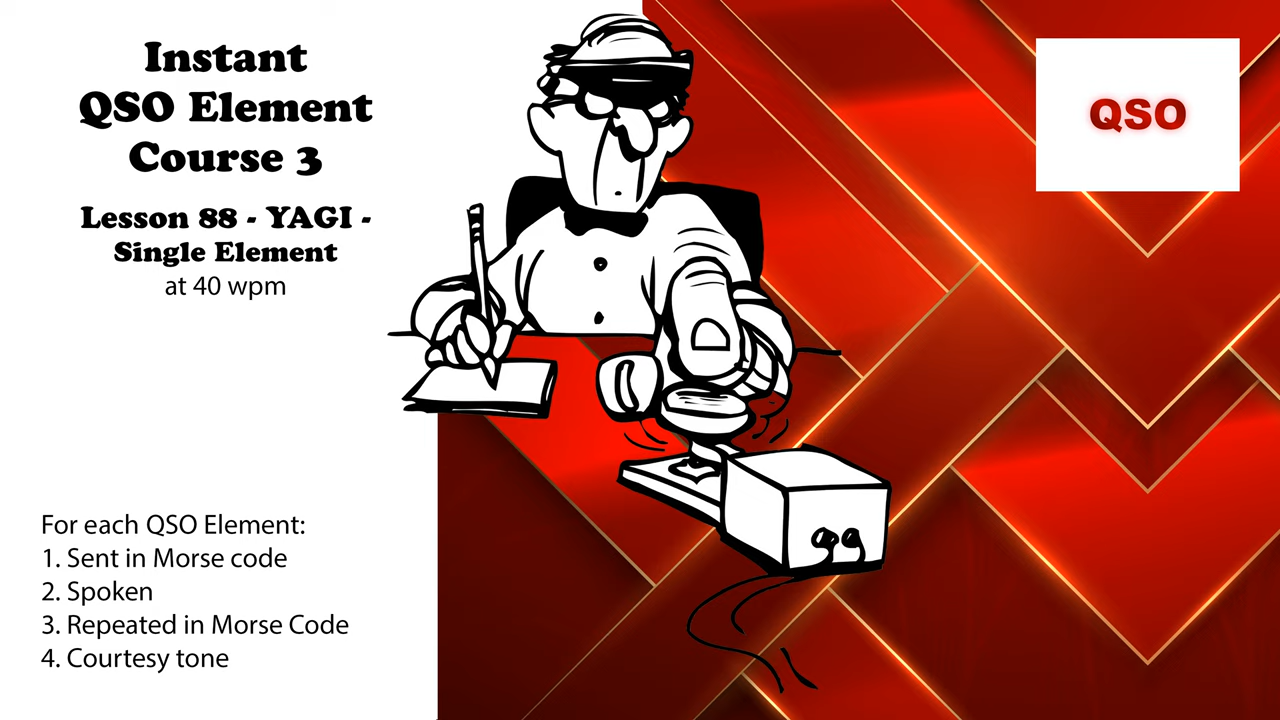 Instant
QSO Element
Course 3
Lesson 88 - YAGI -
Single Element
at 40 wpm
QSO
For each QSO Element:
1. Sent in Morse code
2. Spoken
3. Repeated in Morse Code
4. Courtesy tone